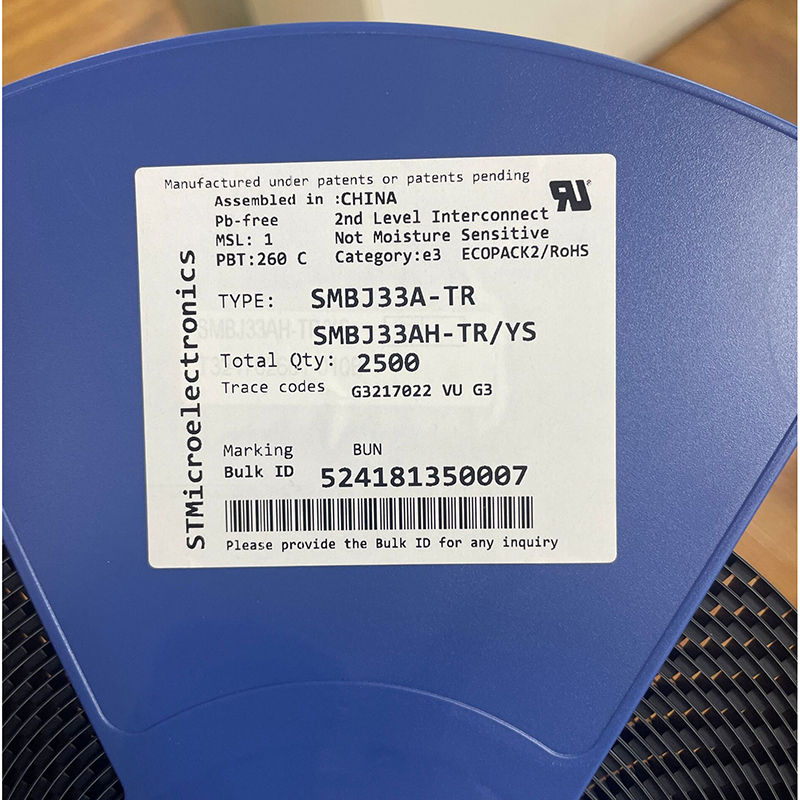 Manufactured under patents or patents pending
Assembled in :CHINA
Pb-free 2nd Level Interconnect
MSL: 1 Not Moisture Sensitive
PBT:260 C Category:e3 ECOPACK2/RoHS
STMicroelectronics
TYPE: SMBJ33A-TR
SMBJ33AH-TR/YS
Total Qty: 2500
Trace codes G3217022 VU G3
Marking BUN
Bulk ID 524181350007
Please provide the Bulk ID for any inquiry